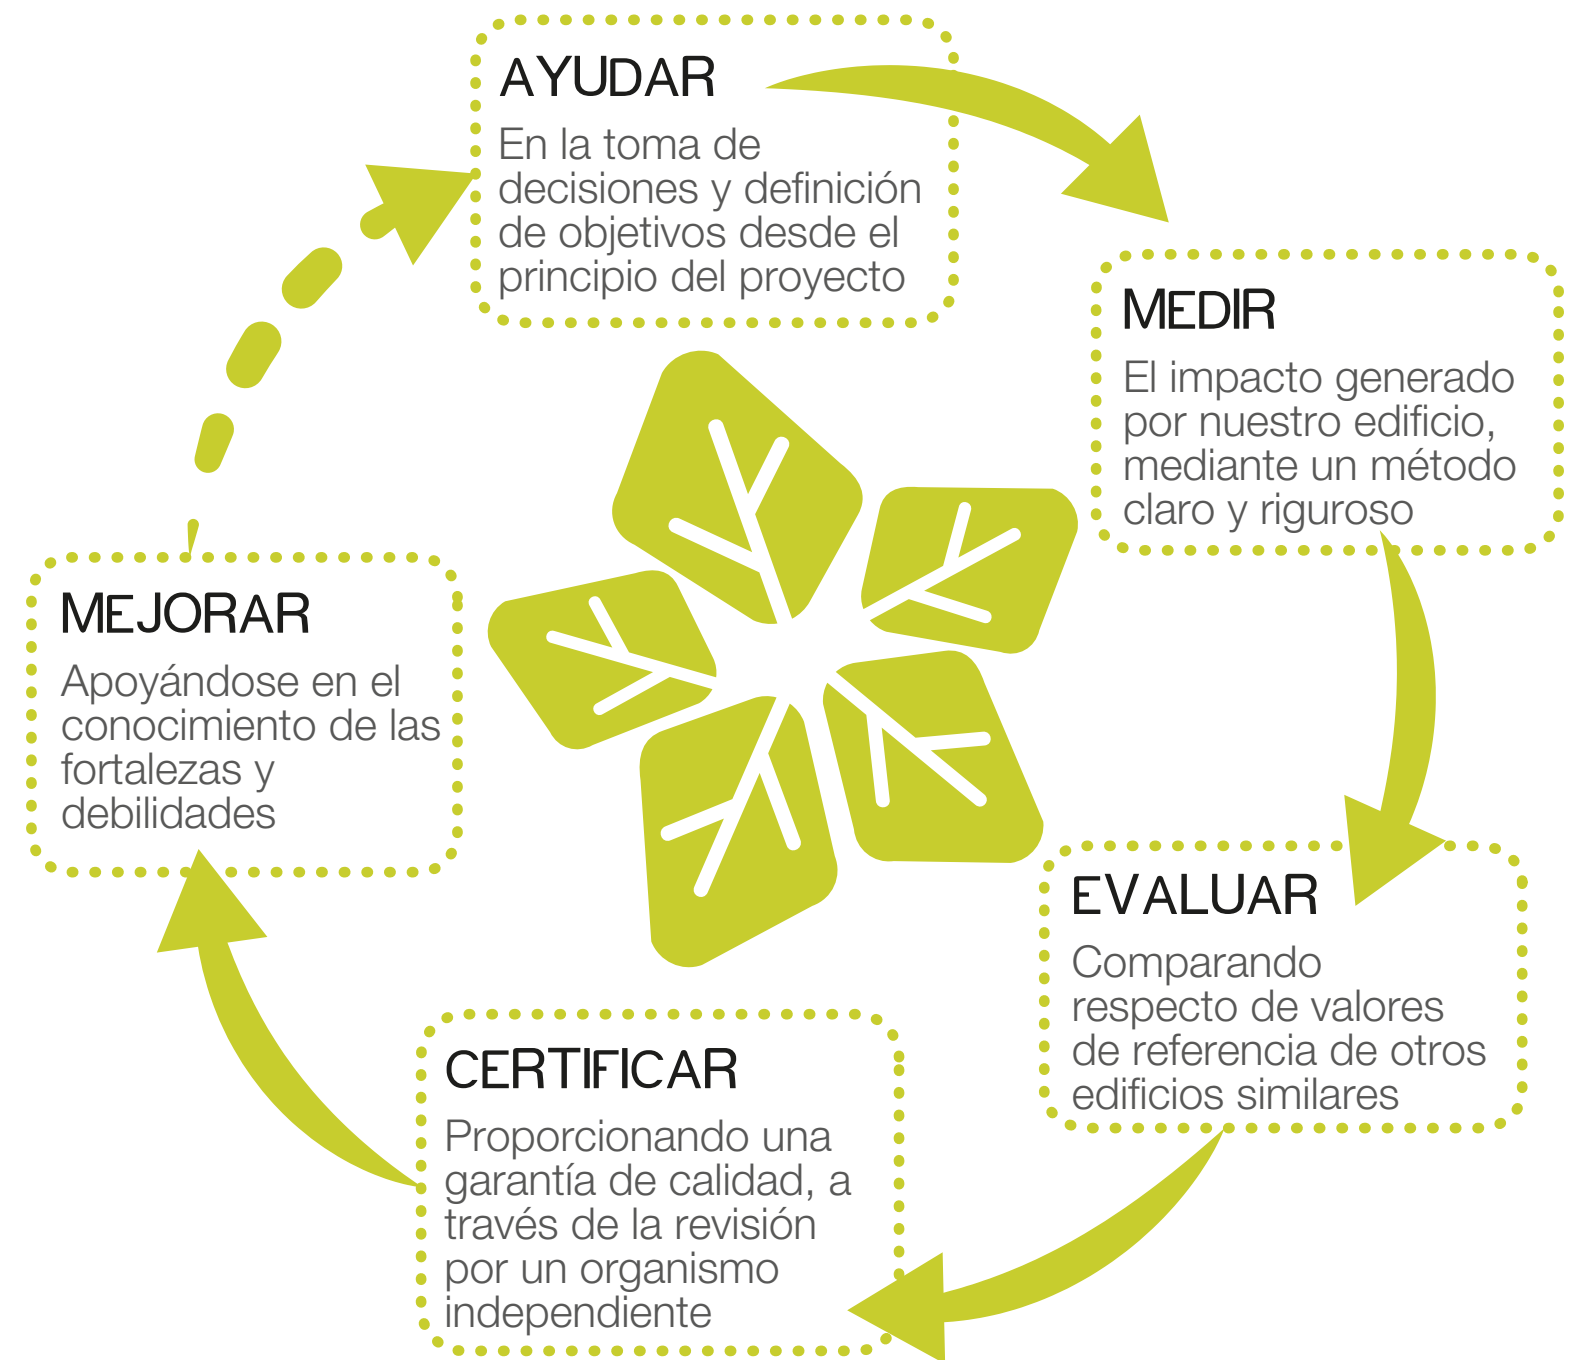 AYUDAR
En la toma de
decisiones y definición
de objetivos desde el
principio del proyecto
MEDIR
El impacto generado
por nuestro edificio,
mediante un método
claro y riguroso
EVALUAR
Comparando
respecto de valores
de referencia de otros
edificios similares
CERTIFICAR
Proporcionando una
garantía de calidad, a
través de la revisión
por un organismo
independiente
MEJORAR
Apoyándose en el
conocimiento de las
fortalezas y
debilidades